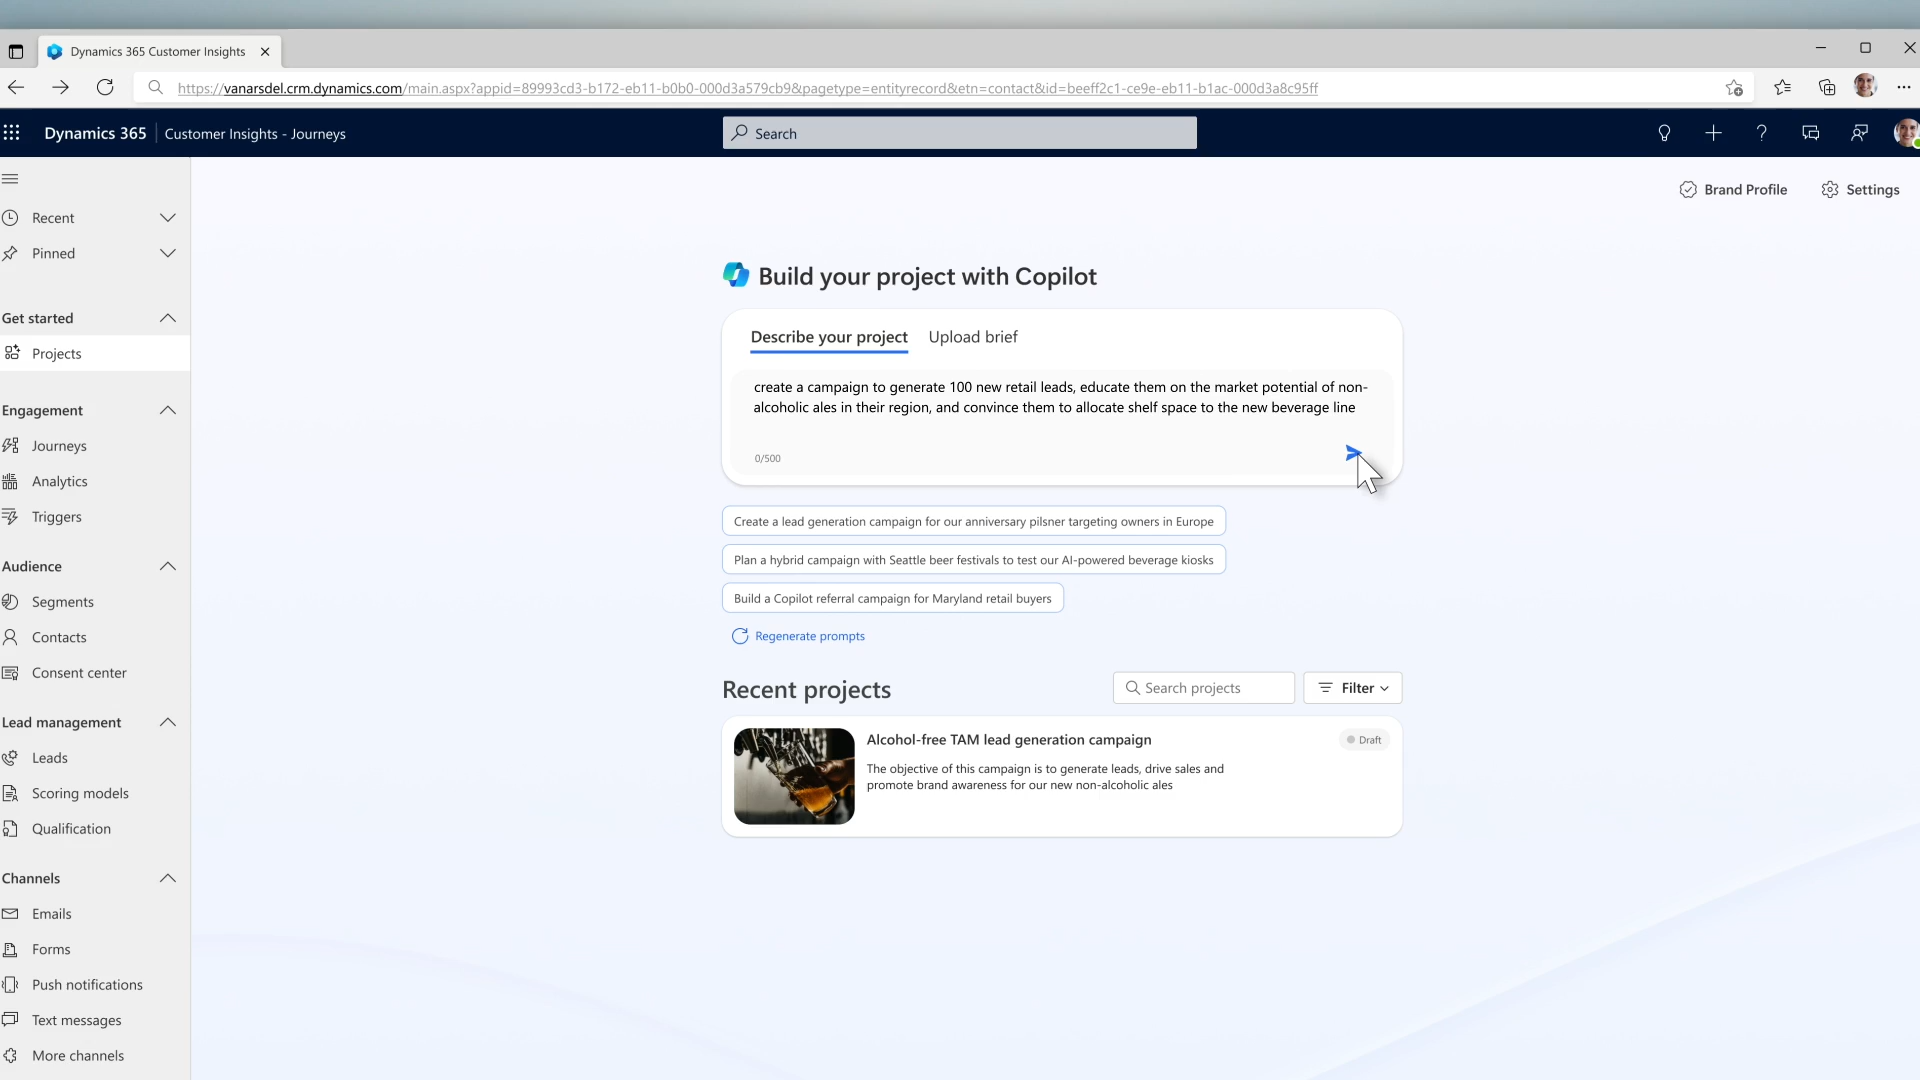 Dynamics 365 Customer Insights
https://vanarsdel.crm.dynamics.com/main.aspx?appid=89993cd3-b172-eb11-b0b0-000d3a579cb9&pagetype=entityrecord&etn=contact&id=beeff2c1-ce9e-eb11-b1ac-000d3a8c95ff
Dynamics 365
Customer Insights - Journeys
Search
Brand Profile
Settings
Recent
Pinned
Get started
Projects
Engagement
Journeys
Analytics
Triggers
Audience
Segments
Contacts
Consent center
Lead management
Leads
Scoring models
Qualification
Channels
Emails
Forms
Push notifications
Text messages
More channels
Build your project with Copilot
Describe your project
Upload brief
create a campaign to generate 100 new retail leads, educate them on the market potential of non-
alcoholic ales in their region, and convince them to allocate shelf space to the new beverage line
0/500
Create a lead generation campaign for our anniversary pilsner targeting owners in Europe
Plan a hybrid campaign with Seattle beer festivals to test our AI-powered beverage kiosks
Build a Copilot referral campaign for Maryland retail buyers
Regenerate prompts
Recent projects
Search projects
Filter
Alcohol-free TAM lead generation campaign
Draft
The objective of this campaign is to generate leads, drive sales and
promote brand awareness for our new non-alcoholic ales